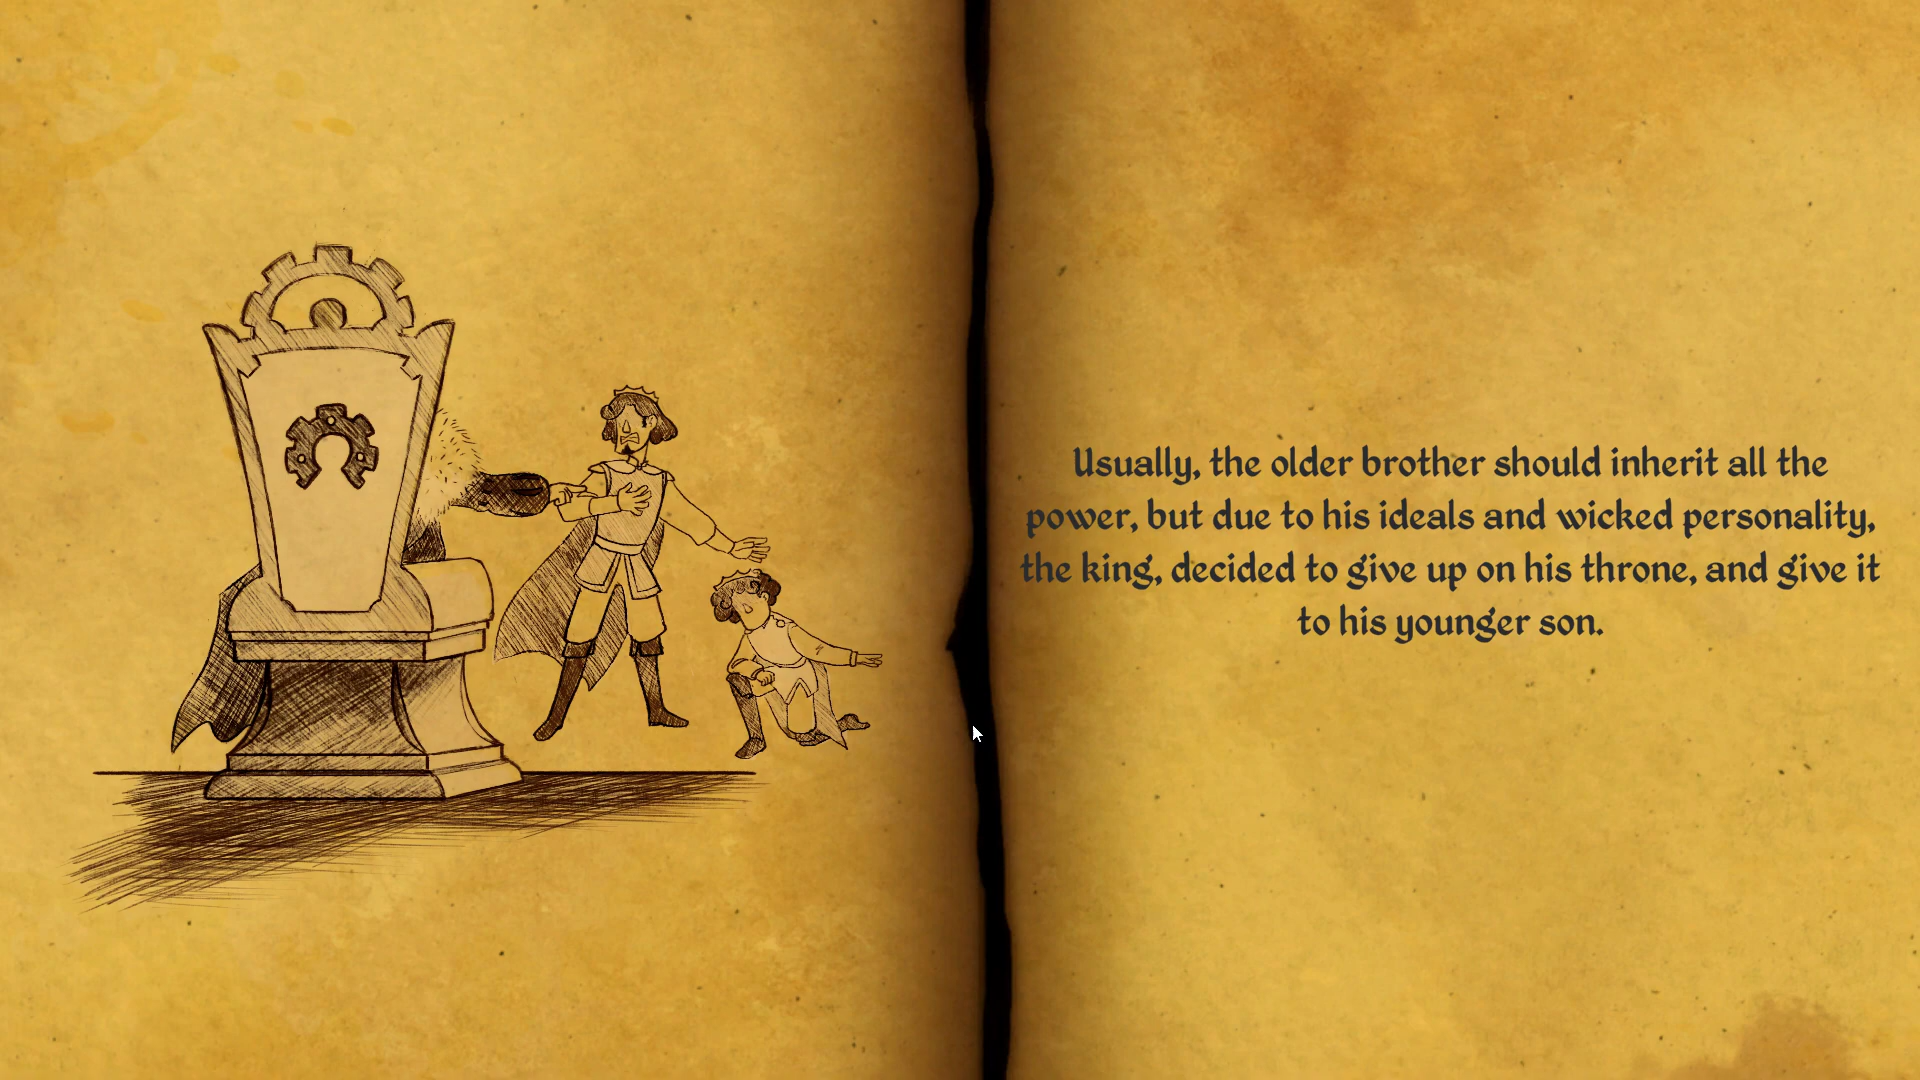 Usually, the older brother should inherit all the
power, but due to his ideals and wicked personality,
the king, decided to give up on his throne, and give it
to his younger son.